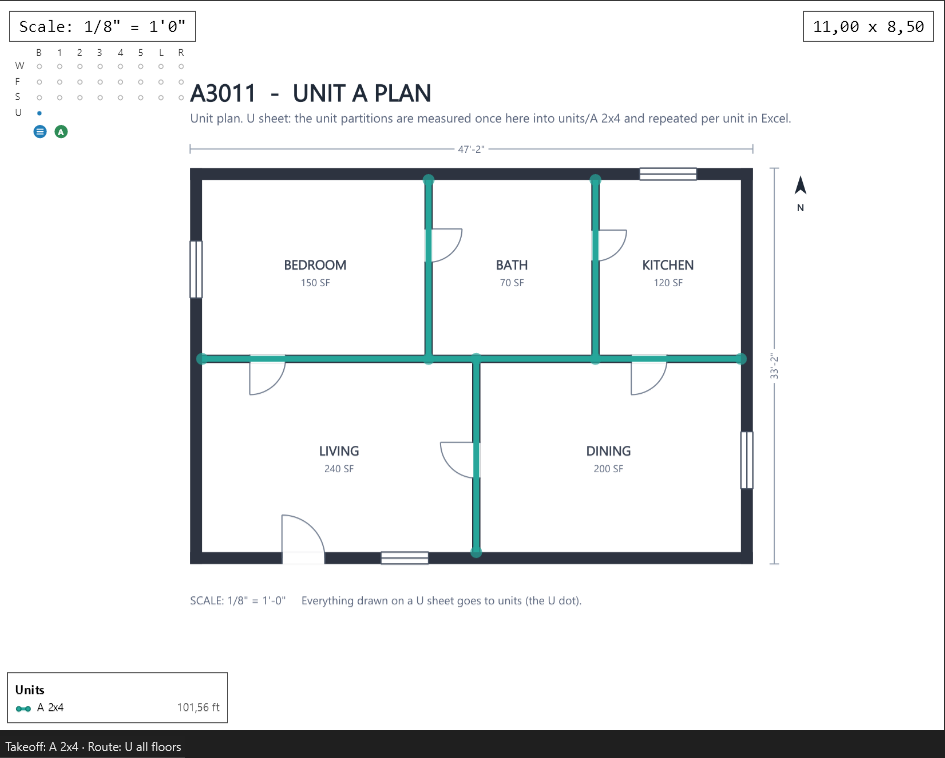 Scale: 1/8" = 1'0"
11,00 x 8,50
B 1 2 3 4 5 L R
W
F
S
U
A
A3011 - UNIT A PLAN
Unit plan. U sheet: the unit partitions are measured once here into units/A 2x4 and repeated per unit in Excel.
47'-2"
N
BEDROOM
150 SF
BATH
70 SF
KITCHEN
120 SF
33'-2"
LIVING
240 SF
DINING
200 SF
SCALE: 1/8" = 1'-0" Everything drawn on a U sheet goes to units (the U dot).
Units
A 2x4 101,56 ft
Takeoff: A 2x4 · Route: U all floors